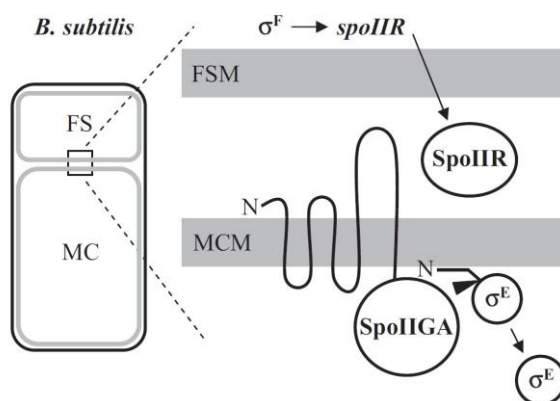 B. subtilis
σF → spoIIR
FSM
FS
SpoIIR
N
MCM
MC
N
σE
SpoIIGA
σE